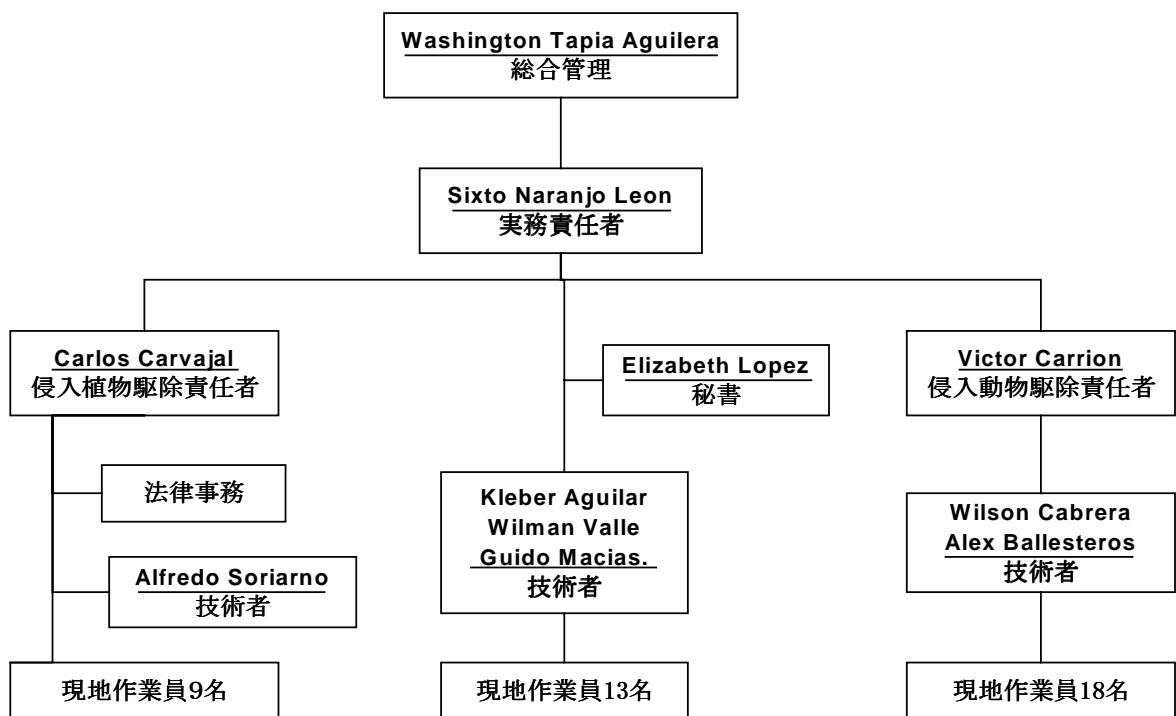 Washington Tapia Aguilera
総合管理
Sixto Naranjo Leon
実務責任者
Carlos Carvajal
侵入植物駆除責任者
Elizabeth Lopez
秘書
Victor Carrion
侵入動物駆除責任者
法律事務
Kleber Aguilar
Wilman Valle
Guido Macias.
技術者
Wilson Cabrera
Alex Ballesteros
技術者
Alfredo Soriarno
技術者
現地作業員9名
現地作業員13名
現地作業員18名